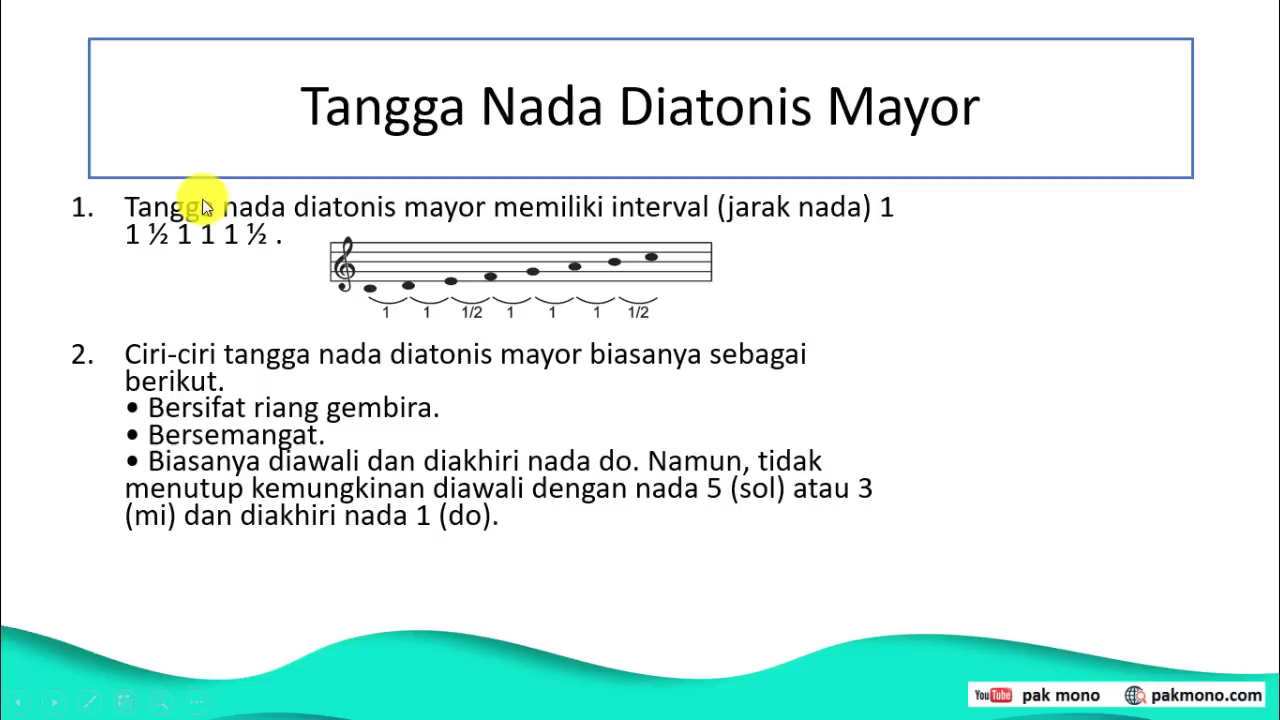 Tangga Nada Diatonis Mayor
1. Tangga nada diatonis mayor memiliki interval (jarak nada) 1
1 ½ 1 1 1 ½ .
1 1 1/2 1 1 1 1/2
2. Ciri-ciri tangga nada diatonis mayor biasanya sebagai
berikut.
• Bersifat riang gembira.
• Bersemangat.
• Biasanya diawali dan diakhiri nada do. Namun, tidak
menutup kemungkinan diawali dengan nada 5 (sol) atau 3
(mi) dan diakhiri nada 1 (do).
YouTube pak mono pakmono.com